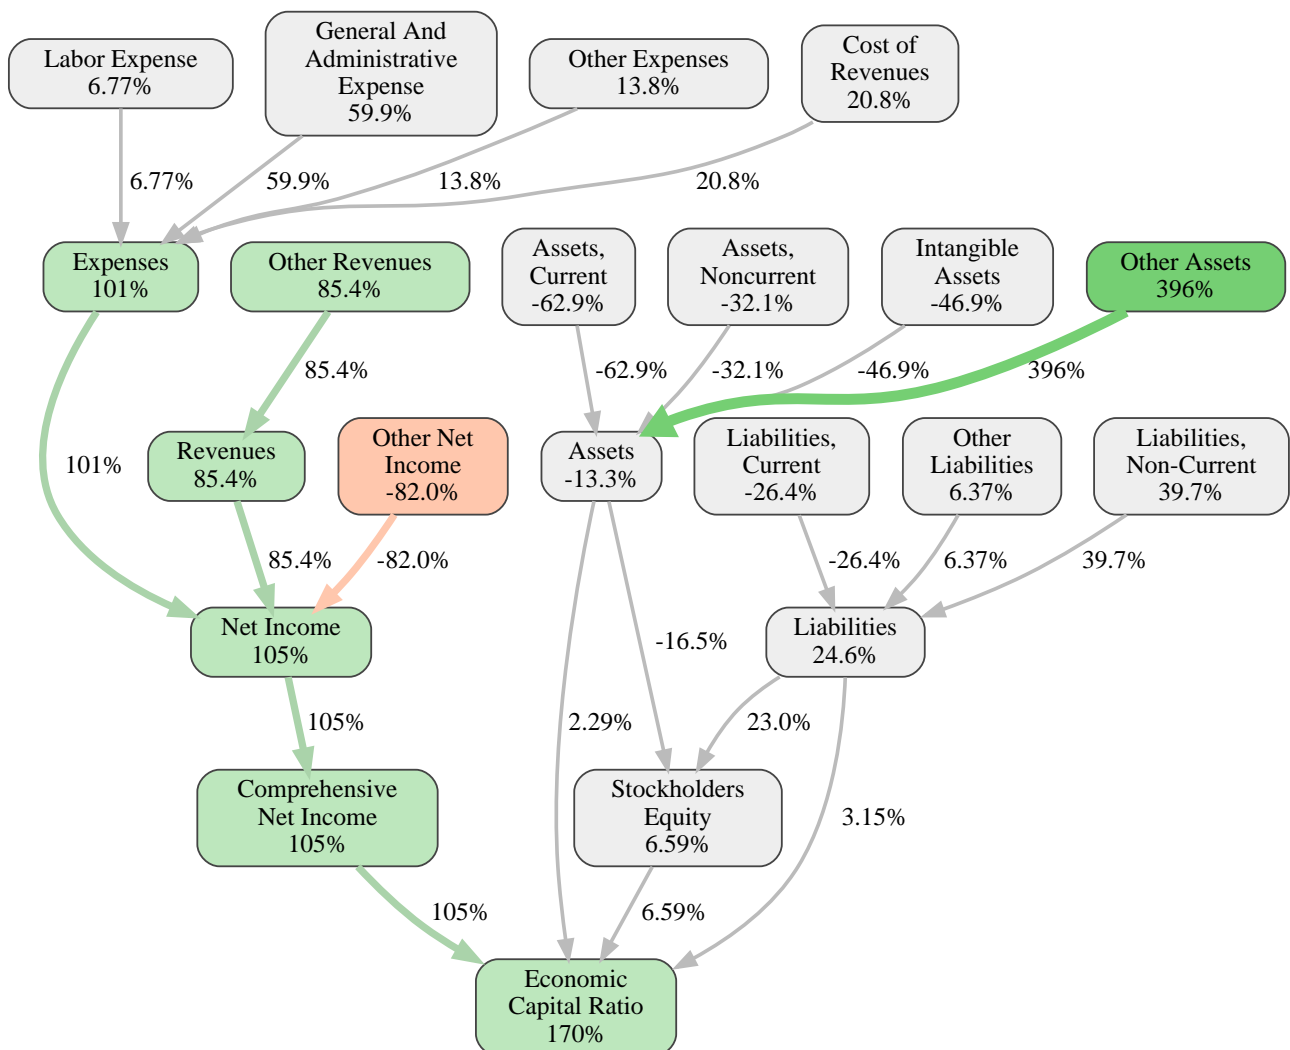 Labor Expense
6.77%
General And
Administrative
Expense
59.9%
Other Expenses
13.8%
Cost of
Revenues
20.8%
6.77%
59.9%
13.8%
20.8%
Expenses
101%
Other Revenues
85.4%
Assets,
Current
-62.9%
Assets,
Noncurrent
-32.1%
Intangible
Assets
-46.9%
Other Assets
396%
85.4%
-62.9%
-32.1%
-46.9%
396%
101%
Revenues
85.4%
Other Net
Income
-82.0%
Assets
-13.3%
Liabilities,
Current
-26.4%
Other
Liabilities
6.37%
Liabilities,
Non-Current
39.7%
85.4%
-82.0%
-26.4%
6.37%
39.7%
Net Income
105%
-16.5%
Liabilities
24.6%
105%
2.29%
23.0%
Comprehensive
Net Income
105%
Stockholders
Equity
6.59%
3.15%
105%
6.59%
Economic
Capital Ratio
170%